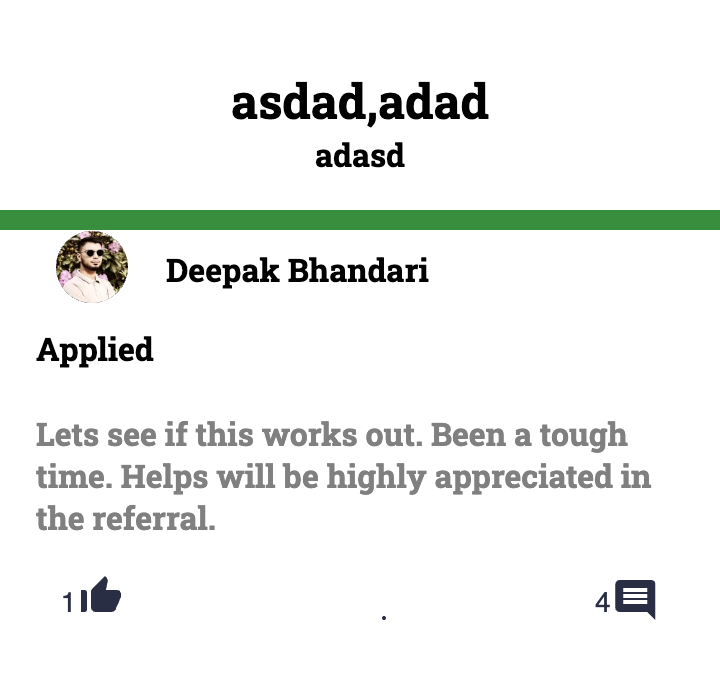 asdad,adad
adasd
Deepak Bhandari
Applied
Lets see if this works out. Been a tough
time. Helps will be highly appreciated in
the referral.
1 . 4